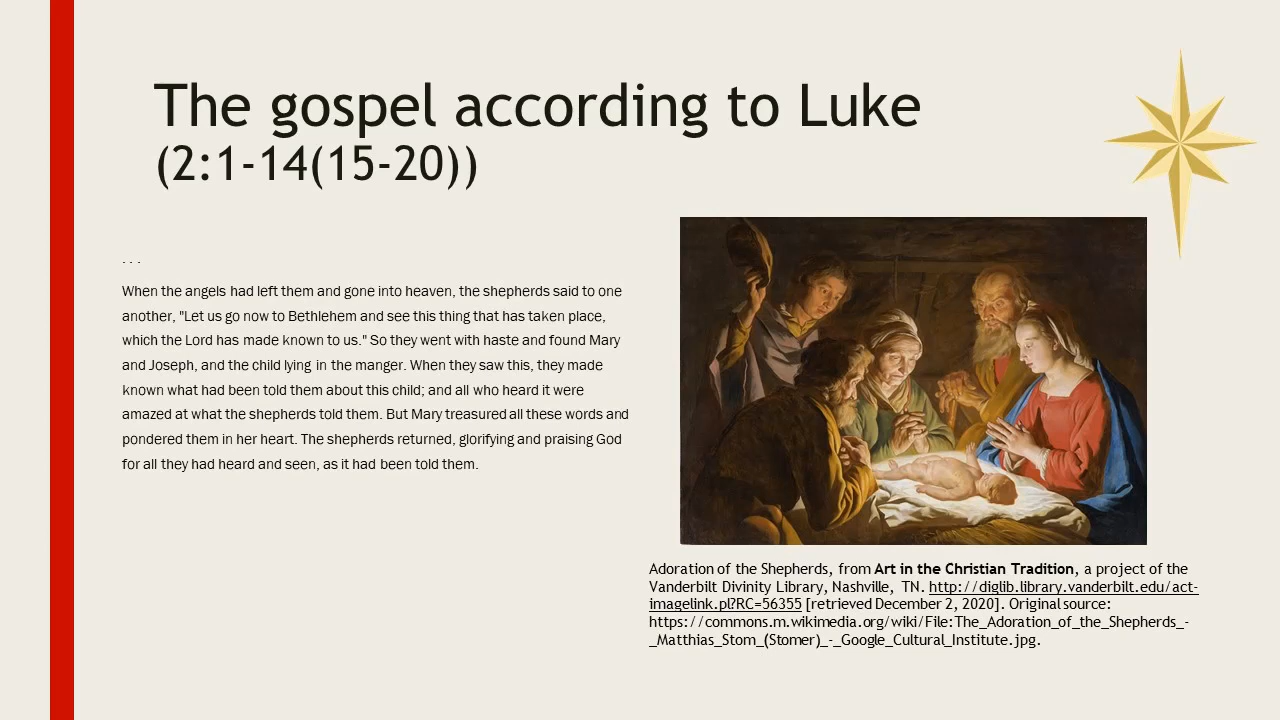 The gospel according to Luke
(2:1-14(15-20))
. . .
When the angels had left them and gone into heaven, the shepherds said to one
another, "Let us go now to Bethlehem and see this thing that has taken place,
which the Lord has made known to us." So they went with haste and found Mary
and Joseph, and the child lying in the manger. When they saw this, they made
known what had been told them about this child; and all who heard it were
amazed at what the shepherds told them. But Mary treasured all these words and
pondered them in her heart. The shepherds returned, glorifying and praising God
for all they had heard and seen, as it had been told them.
Adoration of the Shepherds, from Art in the Christian Tradition, a project of the
Vanderbilt Divinity Library, Nashville, TN. http://diglib.library.vanderbilt.edu/act-
imagelink.pl?RC=56355 [retrieved December 2, 2020]. Original source:
https://commons.m.wikimedia.org/wiki/File:The_Adoration_of_the_Shepherds_-
_Matthias_Stom_(Stomer)_-_Google_Cultural_Institute.jpg.